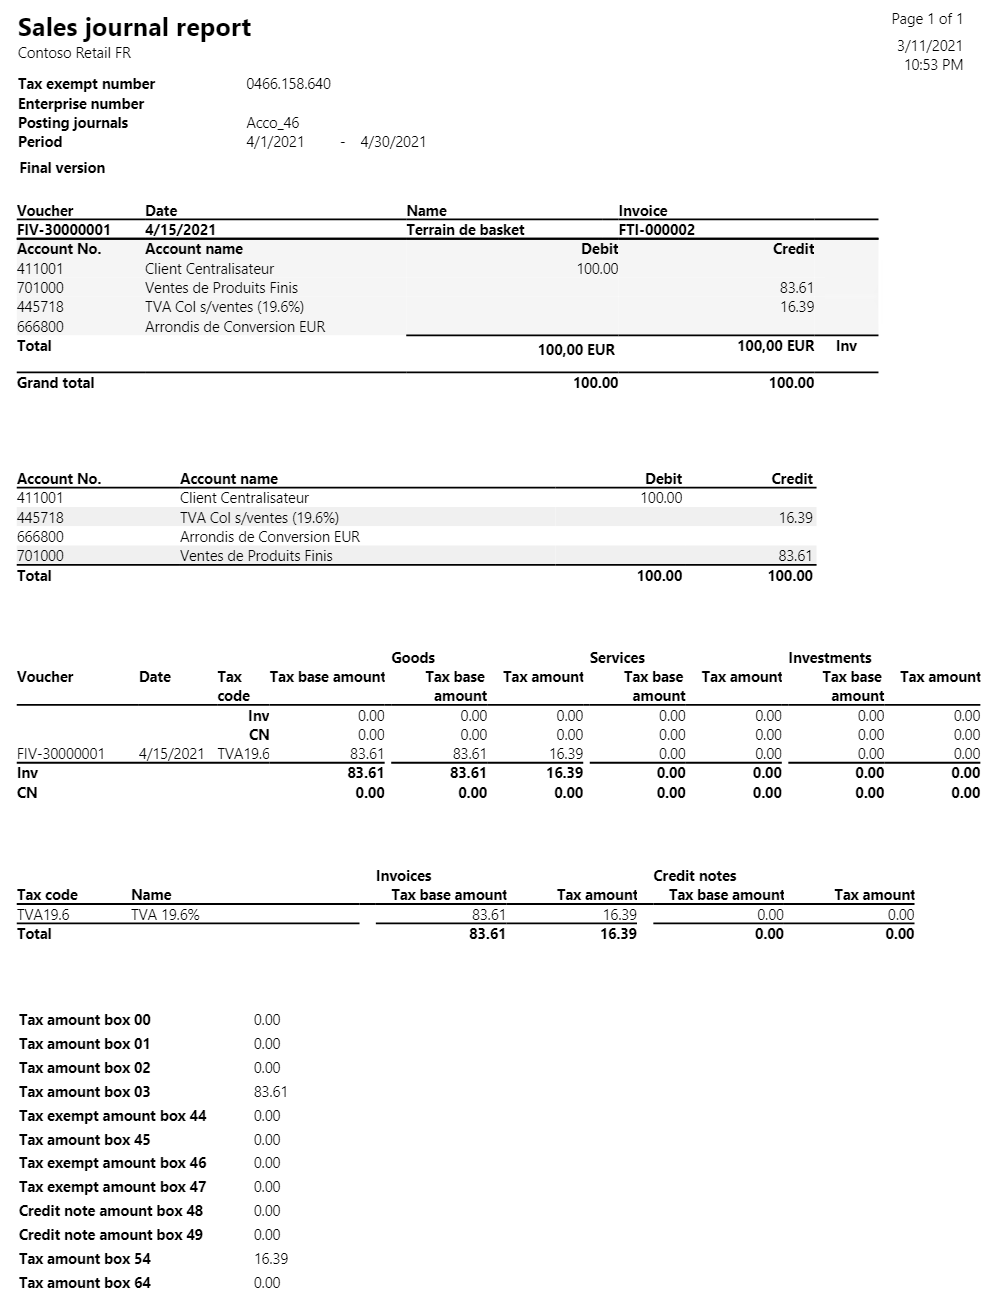 Sales journal report
Page 1 of 1
Contoso Retail FR
3/11/2021
10:53 PM
Tax exempt number 0466.158.640
Enterprise number
Posting journals Acco_46
Period 4/1/2021 - 4/30/2021
Final version
Voucher Date Name Invoice
FIV-30000001 4/15/2021 Terrain de basket FTI-000002
Account No. Account name Debit Credit
411001 Client Centralisateur 100.00
701000 Ventes de Produits Finis 83.61
445718 TVA Col s/ventes (19.6%) 16.39
666800 Arrondis de Conversion EUR
Total 100,00 EUR 100,00 EUR Inv
Grand total 100.00 100.00
Account No. Account name Debit Credit
411001 Client Centralisateur 100.00
445718 TVA Col s/ventes (19.6%) 16.39
666800 Arrondis de Conversion EUR
701000 Ventes de Produits Finis 83.61
Total 100.00 100.00
Goods Services Investments
Voucher Date Tax Tax base amount Tax base Tax amount Tax base Tax amount Tax base Tax amount
code amount amount amount
Inv 0.00 0.00 0.00 0.00 0.00 0.00 0.00
CN 0.00 0.00 0.00 0.00 0.00 0.00 0.00
FIV-30000001 4/15/2021 TVA19.6 83.61 83.61 16.39 0.00 0.00 0.00 0.00
Inv 83.61 83.61 16.39 0.00 0.00 0.00 0.00
CN 0.00 0.00 0.00 0.00 0.00 0.00 0.00
Invoices Credit notes
Tax code Name Tax base amount Tax amount Tax base amount Tax amount
TVA19.6 TVA 19.6% 83.61 16.39 0.00 0.00
Total 83.61 16.39 0.00 0.00
Tax amount box 00 0.00
Tax amount box 01 0.00
Tax amount box 02 0.00
Tax amount box 03 83.61
Tax exempt amount box 44 0.00
Tax amount box 45 0.00
Tax exempt amount box 46 0.00
Tax exempt amount box 47 0.00
Credit note amount box 48 0.00
Credit note amount box 49 0.00
Tax amount box 54 16.39
Tax amount box 64 0.00